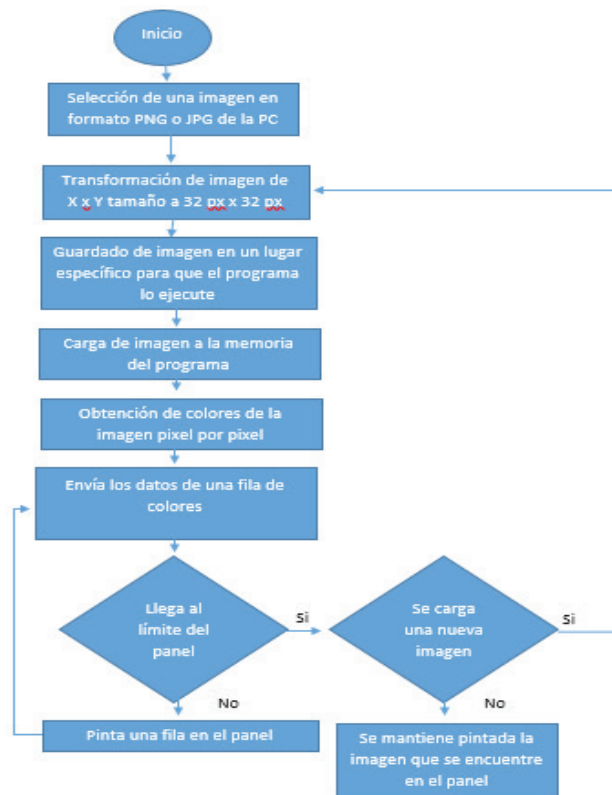 Inicio
Selección de una imagen en
formato PNG o JPG de la PC
Transformación de imagen de
X x Y tamaño a 32 px x 32 px
Guardado de imagen en un lugar
específico para que el programa
lo ejecute
Carga de imagen a la memoria
del programa
Obtención de colores de la
imagen pixel por pixel
Envía los datos de una fila de
colores
Llega al
límite del
panel
Si
Se carga
una nueva
imagen
Si
No
No
Pinta una fila en el panel
Se mantiene pintada la
imagen que se encuentre
en el panel